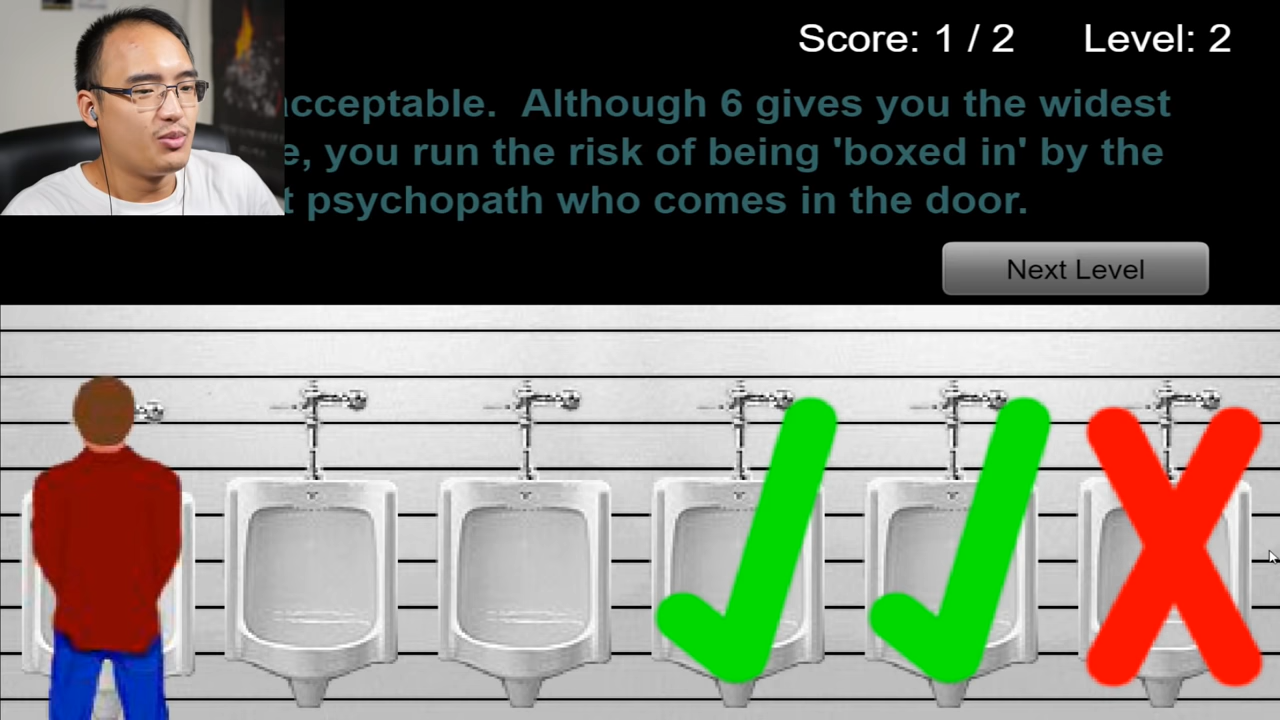 Score: 1 / 2 Level: 2
acceptable. Although 6 gives you the widest
e, you run the risk of being 'boxed in' by the
t psychopath who comes in the door.
Next Level